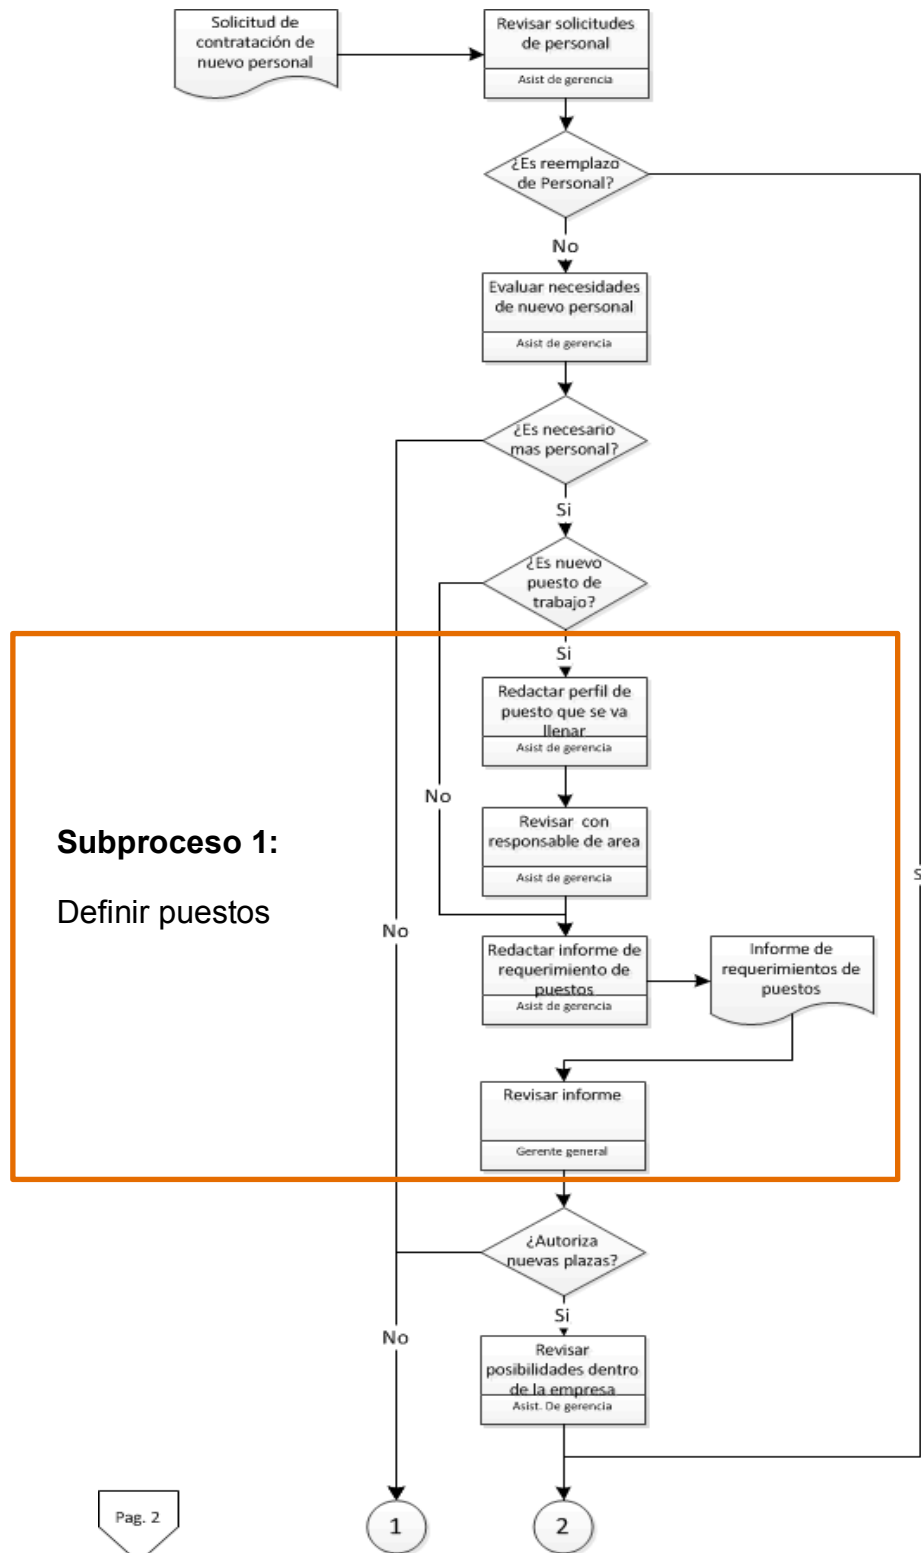 Solicitud de
contratación de
nuevo personal
Revisar solicitudes
de personal
Asist de gerencia
¿Es reemplazo
de Personal?
No
Evaluar necesidades
de nuevo personal
Asist de gerencia
¿Es necesario
mas personal?
Si
¿Es nuevo
puesto de
trabajo?
Si
Redactar perfil de
puesto que se va
llenar
Asist de gerencia
No
Revisar con
responsable de area
Asist de gerencia
Subproceso 1:
Definir puestos
No
Redactar informe de
requerimiento de
puestos
Asist de gerencia
Informe de
requerimientos de
puestos
Revisar informe
Gerente general
¿Autoriza
nuevas plazas?
Si
No
Revisar
posibilidades dentro
de la empresa
Asist. De gerencia
Pag. 2
1
2